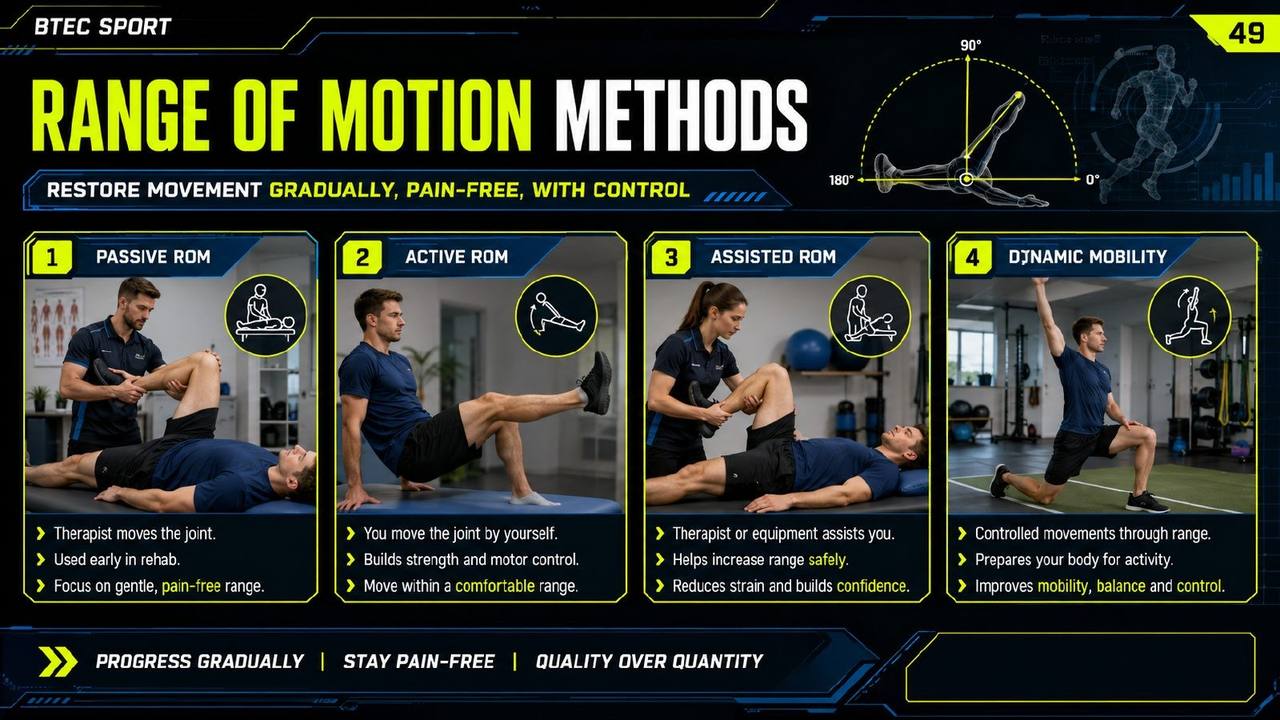 BTEC SPORT
49
RANGE OF MOTION METHODS
RESTORE MOVEMENT GRADUALLY, PAIN-FREE, WITH CONTROL
90°
180°
0°
1 PASSIVE ROM
Therapist moves the joint.
Used early in rehab.
Focus on gentle, pain-free range.
2 ACTIVE ROM
You move the joint by yourself.
Builds strength and motor control.
Move within a comfortable range.
3 ASSISTED ROM
Therapist or equipment assists you.
Helps increase range safely.
Reduces strain and builds confidence.
4 DYNAMIC MOBILITY
Controlled movements through range.
Prepares your body for activity.
Improves mobility, balance and control.
PROGRESS GRADUALLY | STAY PAIN-FREE | QUALITY OVER QUANTITY